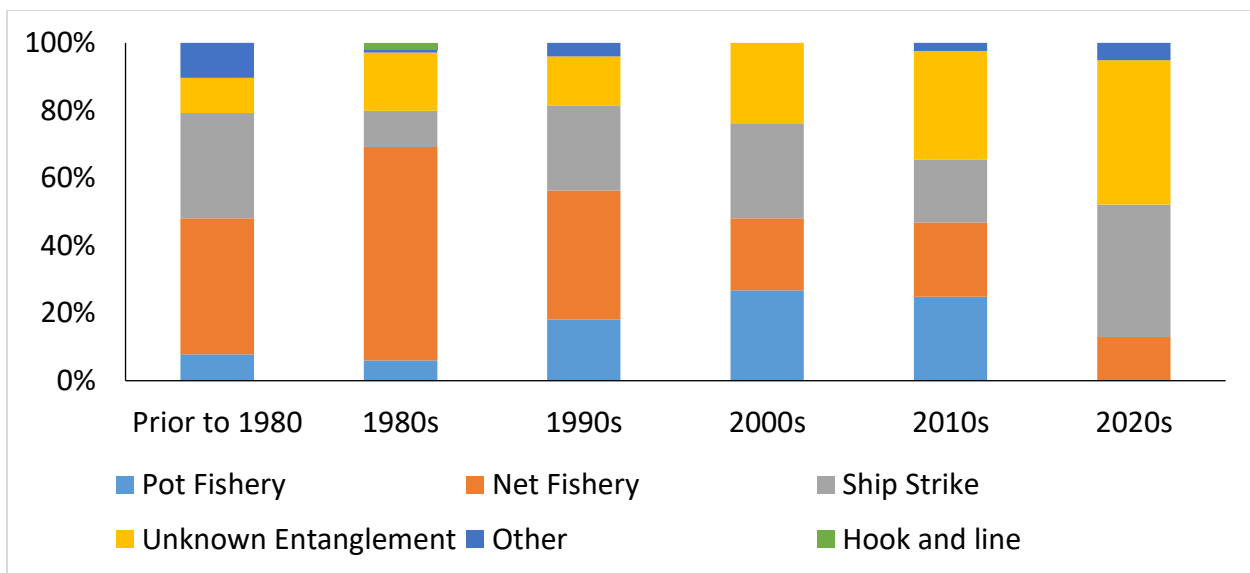 100%
80%
60%
40%
20%
0%
Prior to 1980 1980s 1990s 2000s 2010s 2020s
Pot Fishery Net Fishery Ship Strike
Unknown Entanglement Other Hook and line